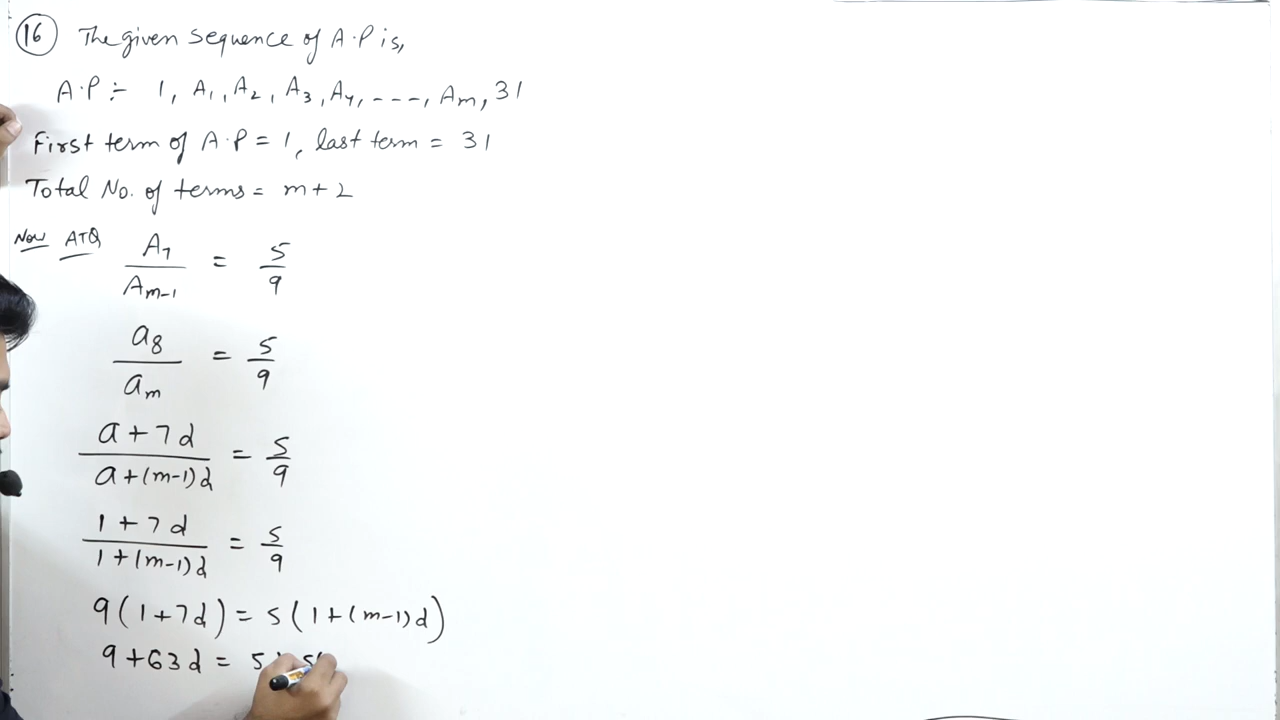 16 The given sequence of A.P is,
A.P ÷ 1, A1, A2, A3, A4, ----, Am, 31
First term of A.P = 1, last term = 31
Total No. of terms = m+2
Now ATQ A7/Am-1 = 5/9
a8/am = 5/9
a+7d/a+(m-1)d = 5/9
1+7d/1+(m-1)d = 5/9
9(1+7d) = 5(1+(m-1)d)
9+63d = 5